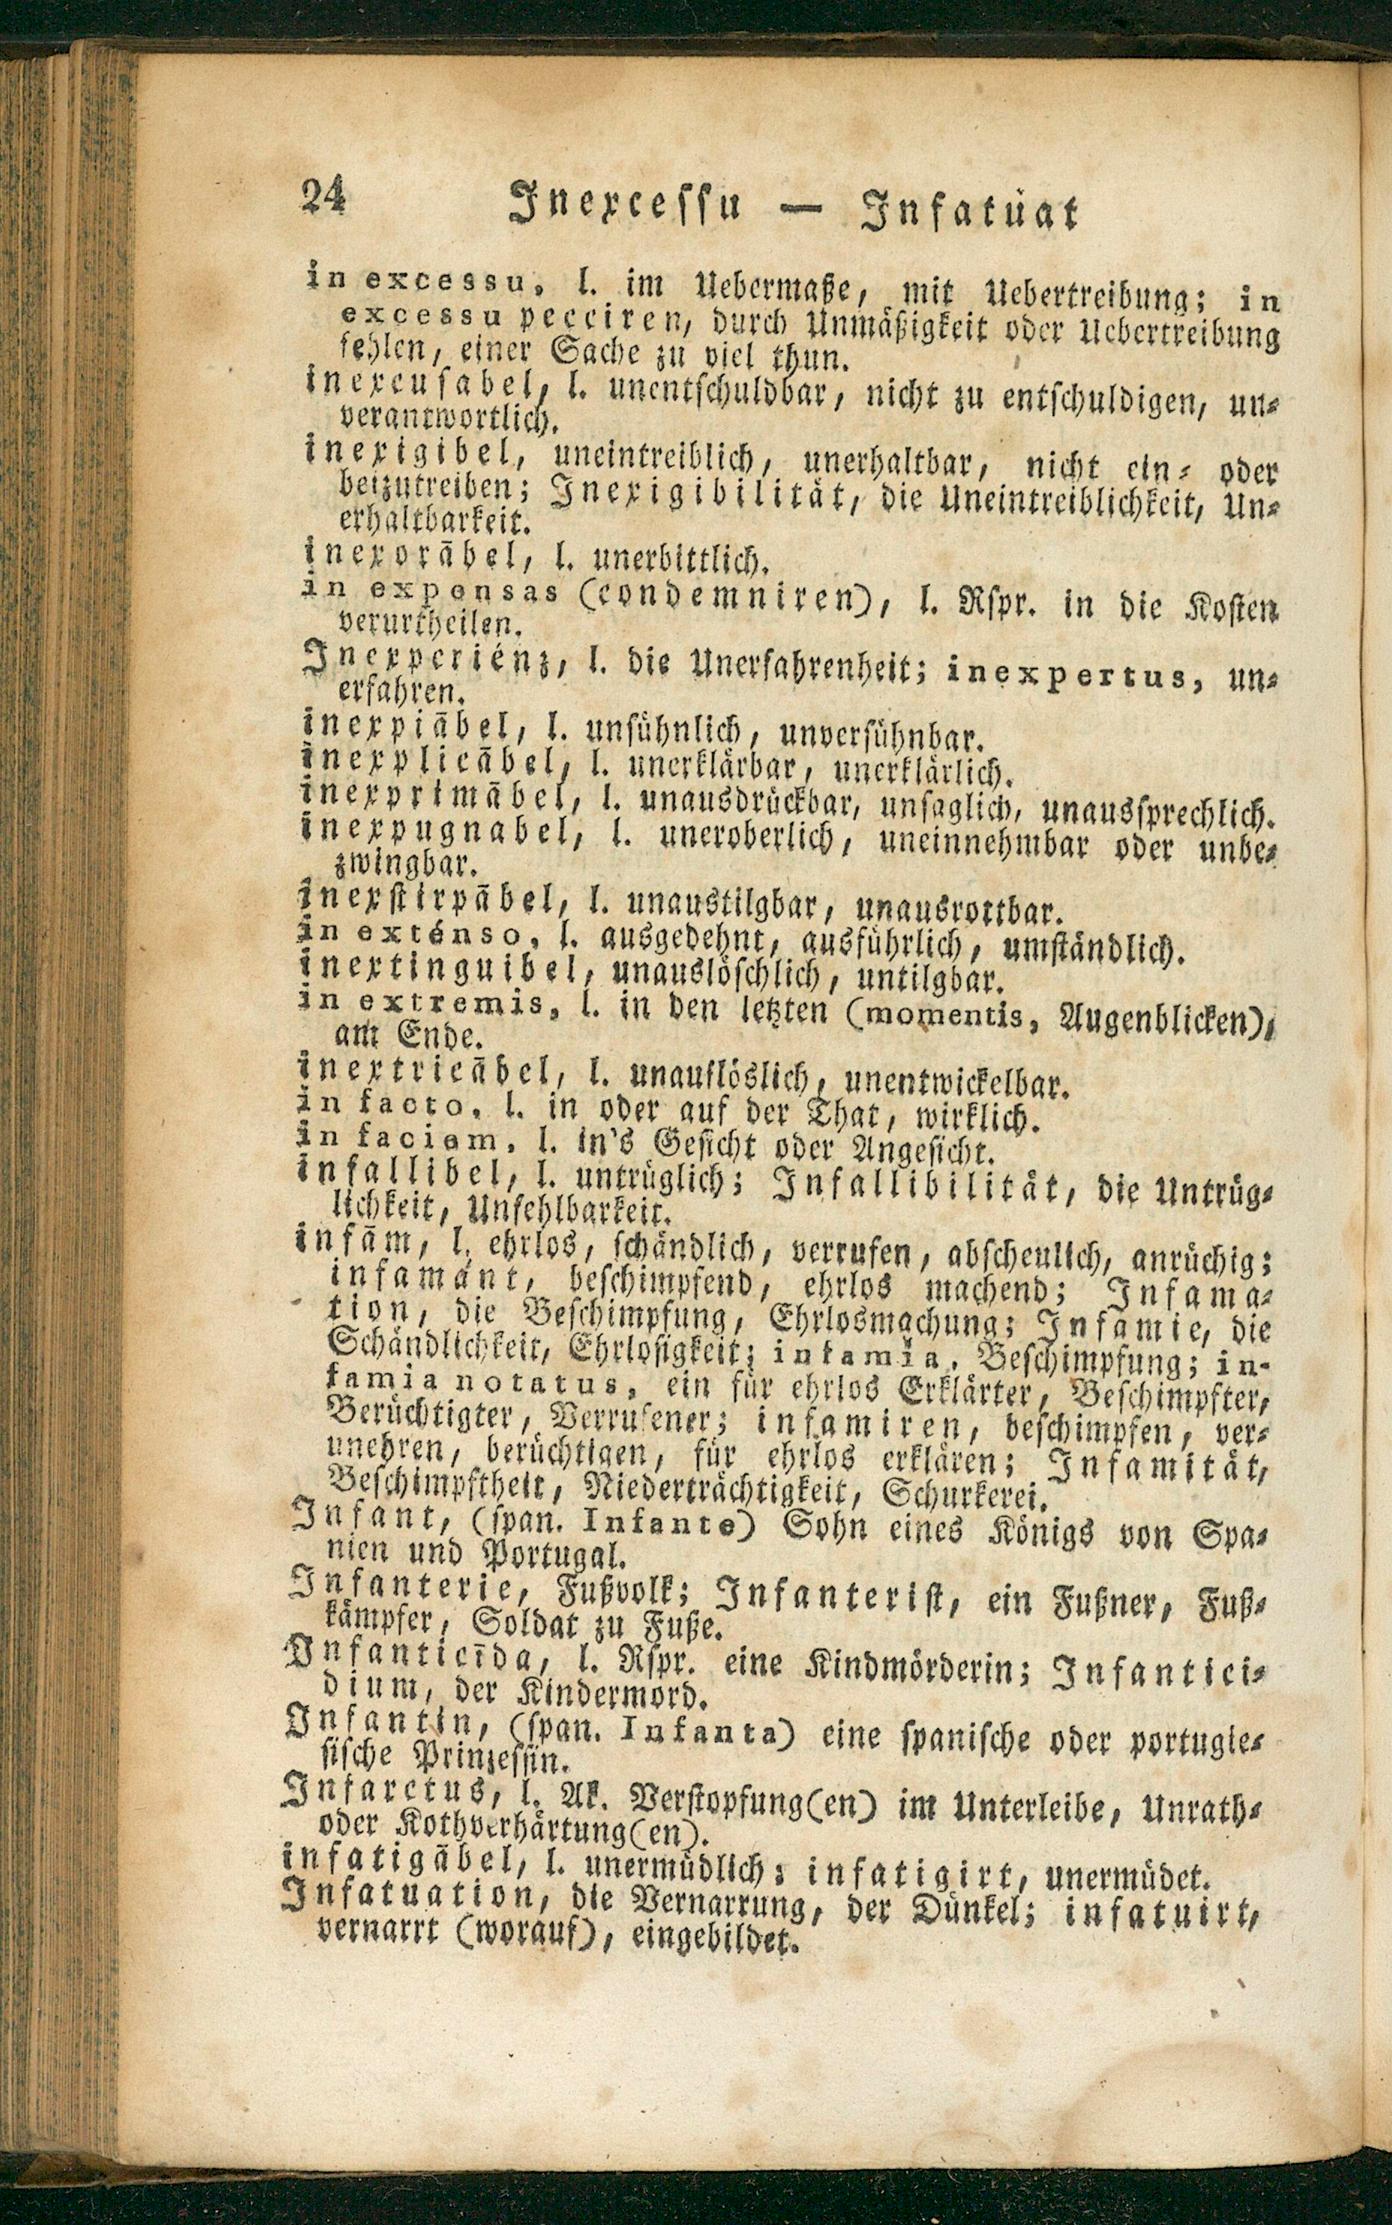 24 Inexcessu — Infatuat
in excessu, l. im Uebermaße, mit Uebertreibung; in
excessu pecciren, durch Unmäßigkeit oder Uebertreibung
fehlen, einer Sache zu viel thun.
inexcusabel, l. unentschuldbar, nicht zu entschuldigen, un-
verantwortlich.
inexigibel, uneintreiblich, unerhaltbar, nicht ein- oder
beizutreiben; Inexigibilität, die Uneintreiblichkeit, Un-
erhaltbarkeit.
inexorābel, l. unerbittlich.
in expensas (condemniren), l. Rspr. in die Kosten
verurtheilen.
Inexperiénz, l. die Unerfahrenheit; inexpertus, un-
erfahren.
inexpiābel, l. unsühnlich, unversühnbar.
inexplicābel, l. unerklärbar, unerklärlich.
inexprimābel, l. unausdrückbar, unsaglich, unaussprechlich.
inexpugnabel, l. uneroberlich, uneinnehmbar oder unbe-
zwingbar.
inexstirpābel, l. unaustilgbar, unausrottbar.
in exténso, l. ausgedehnt, ausführlich, umständlich.
inextinguibel, unauslöschlich, untilgbar.
in extremis, l. in den letzten (momentis, Augenblicken),
am Ende.
inextricābel, l. unauflöslich, unentwickelbar.
in facto, l. in oder auf der That, wirklich.
in faciem, l. in's Gesicht oder Angesicht.
infallibel, l. untrüglich; Infallibilität, die Untrüg-
lichkeit, Unfehlbarkeit.
infām, l. ehrlos, schändlich, verrufen, abscheulich, anrüchig;
infamánt, beschimpfend, ehrlos machend; Infama-
tion, die Beschimpfung, Ehrlosmachung; Infamie, die
Schändlichkeit, Ehrlosigkeit; infamia, Beschimpfung; in-
famia notatus, ein für ehrlos Erklärter, Beschimpfter,
Berüchtigter, Verrufener; infamiren, beschimpfen, ver-
unehren, berüchtigen, für ehrlos erklären; Infamität,
Beschimpftheit, Niederträchtigkeit, Schurkerei.
Infant, (span. Infante) Sohn eines Königs von Spa-
nien und Portugal.
Infanterie, Fußvolk; Infanterist, ein Fußner, Fuß-
kämpfer, Soldat zu Fuße.
Infanticīda, l. Rspr. eine Kindmörderin; Infantici-
dium, der Kindermord.
Infantin, (span. Infanta) eine spanische oder portugie-
sische Prinzessin.
Infarctus, l. Ak. Verstopfung(en) im Unterleibe, Unrath-
oder Kothverhärtung(en).
infatigābel, l. unermüdlich; infatigirt, unermüdet.
Infatuation, die Vernarrung, der Dünkel; infatuirt,
vernarrt (worauf), eingebildet.